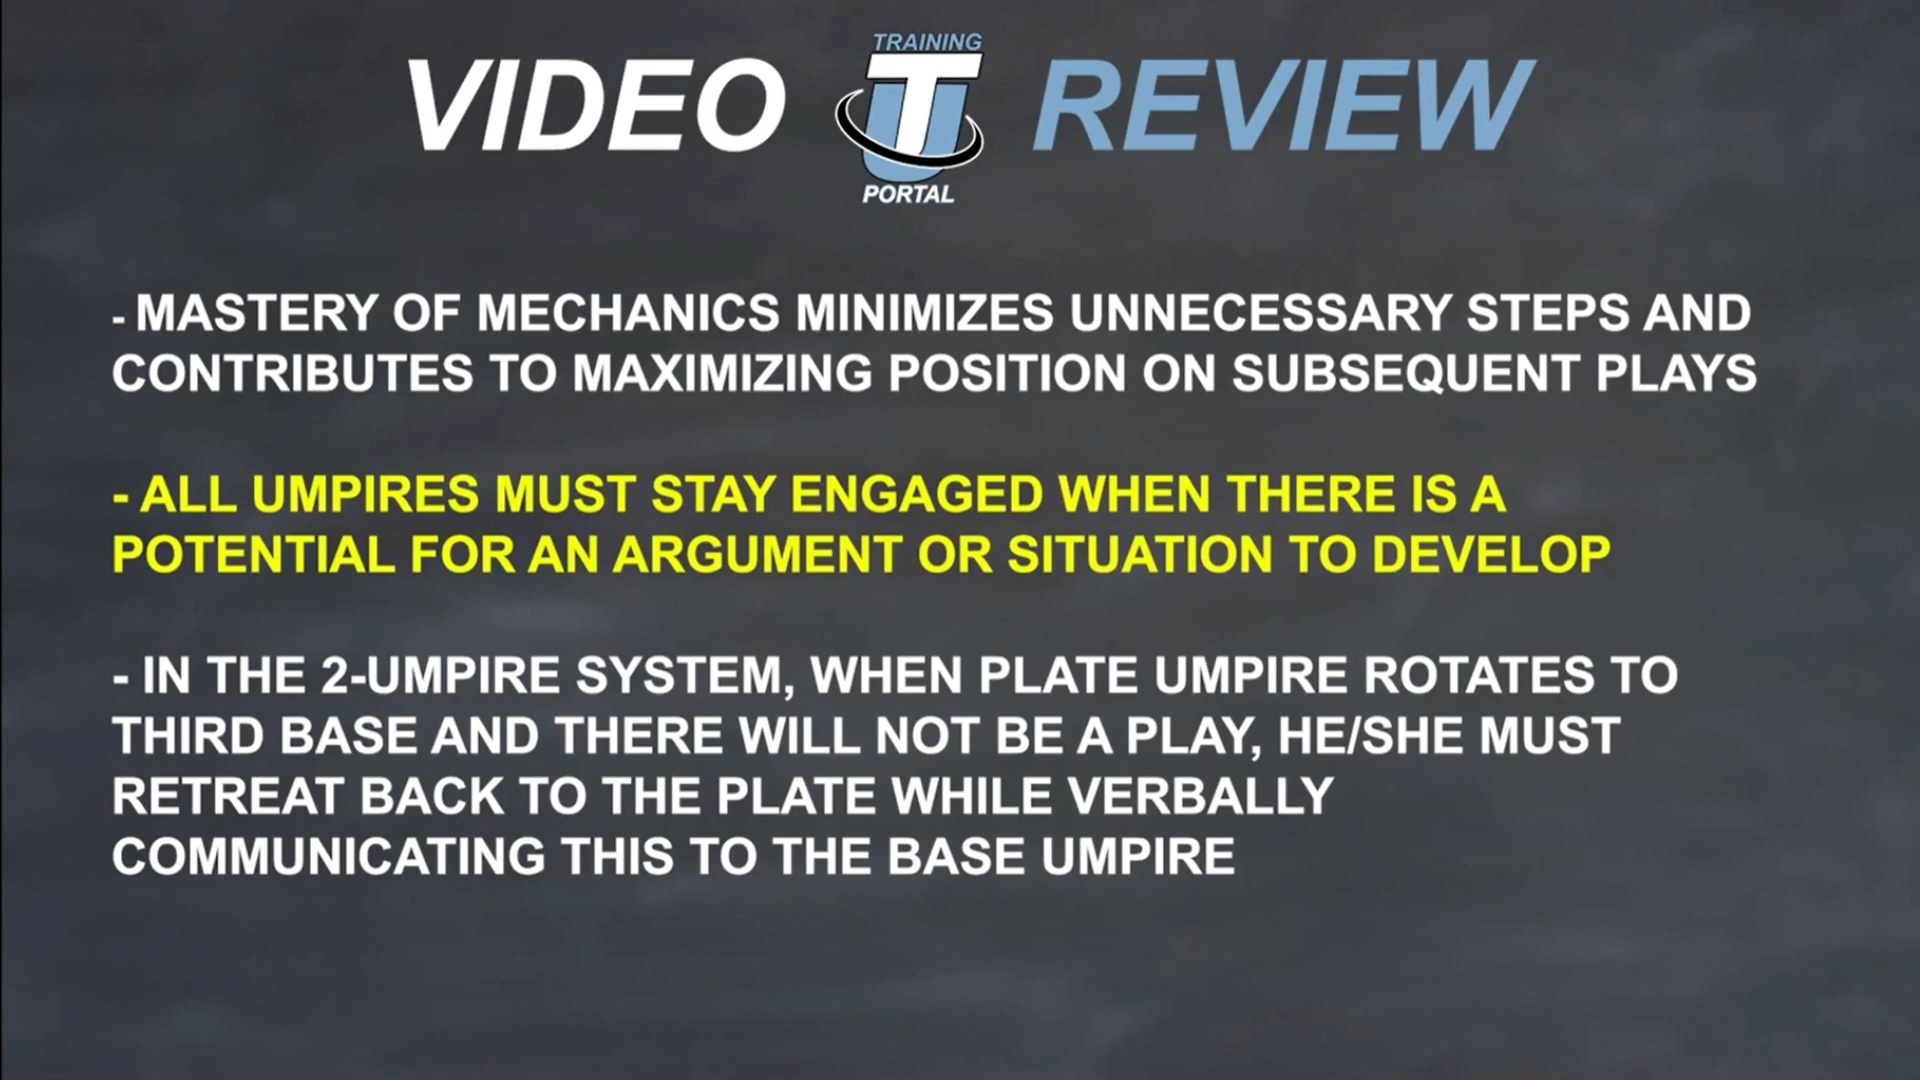 TRAINING
VIDEO UT REVIEW
PORTAL
- MASTERY OF MECHANICS MINIMIZES UNNECESSARY STEPS AND
CONTRIBUTES TO MAXIMIZING POSITION ON SUBSEQUENT PLAYS
- ALL UMPIRES MUST STAY ENGAGED WHEN THERE IS A
POTENTIAL FOR AN ARGUMENT OR SITUATION TO DEVELOP
- IN THE 2-UMPIRE SYSTEM, WHEN PLATE UMPIRE ROTATES TO
THIRD BASE AND THERE WILL NOT BE A PLAY, HE/SHE MUST
RETREAT BACK TO THE PLATE WHILE VERBALLY
COMMUNICATING THIS TO THE BASE UMPIRE